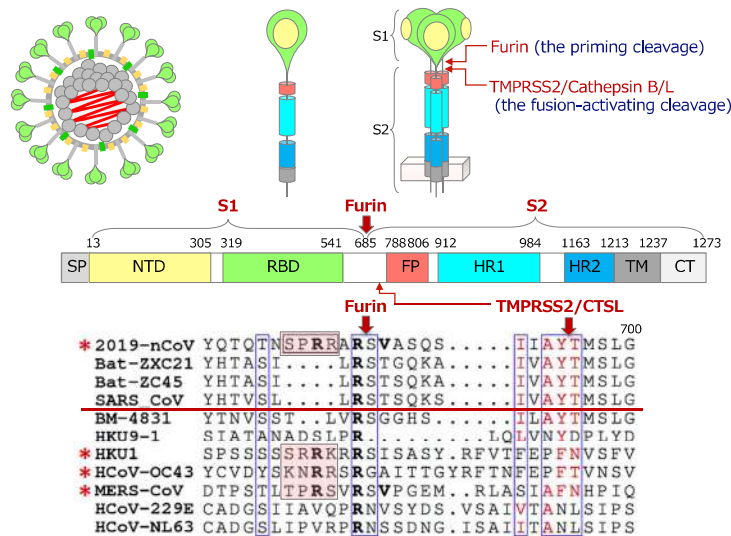 S1
Furin (the priming cleavage)
TMPRSS2/Cathepsin B/L
(the fusion-activating cleavage)
S2
S1 Furin S2
13 305 319 541 685 788 806 912 984 1163 1213 1237 1273
SP NTD RBD FP HR1 HR2 TM CT
Furin TMPRSS2/CTSL
700
* 2019-nCoV YQTQTNSPRRARSVASQS.....IIAYTMSLG
Bat-ZXC21 YHTASI....LRSTGQKA.....IVAYTMSLG
Bat-ZC45 YHTASI....LRSTSQKA.....IVAYTMSLG
SARS_CoV YHTVSL....LRSTSQKS.....IVAYTMSLG
BM-4831 YTNVSST..LVRSGGHS.....ILAYTMSLG
HKU9-1 SIATANADSLPR........LQLVNYDPLYD
* HKU1 SPSSSSSRRKRRSISASY.RFVTFEPFNVSFV
* HCoV-OC43 YCVDYSKNRRSRGAITTGYRFTNFEPFTVNSV
* MERS-CoV DTPSTLTPRSVRSVPGEM..RLASIAFNHPIQ
HCoV-229E CADGSIIAVQPRNVSYDS.VSAIVTANLSIPS
HCoV-NL63 CADGSLIPVRPRNSSDNG.ISAIITANLSIPS